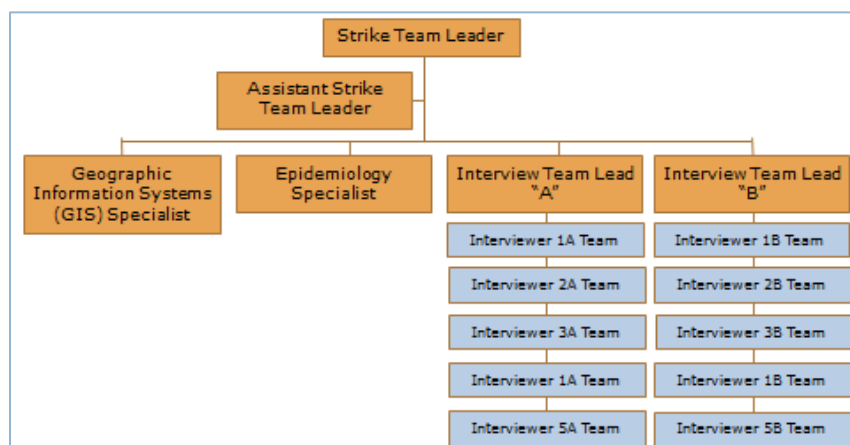 Strike Team Leader
Assistant Strike
Team Leader
Geographic
Information Systems
(GIS) Specialist
Epidemiology
Specialist
Interview Team Lead
"A"
Interview Team Lead
"B"
Interviewer 1A Team
Interviewer 1B Team
Interviewer 2A Team
Interviewer 2B Team
Interviewer 3A Team
Interviewer 3B Team
Interviewer 1A Team
Interviewer 1B Team
Interviewer 5A Team
Interviewer 5B Team